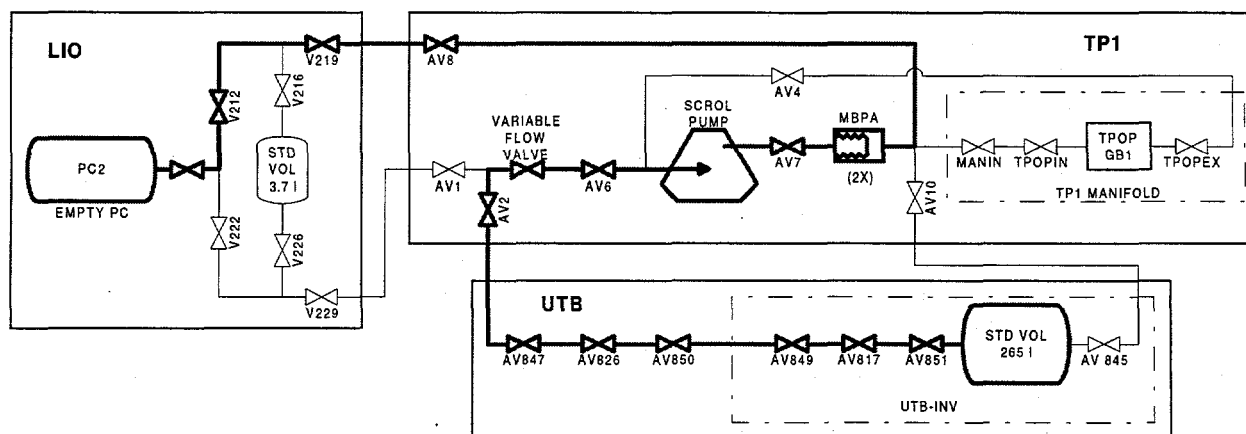 LIO
TP1
V219
AV8
V216
V212
AV4
SCROL
PUMP
MBPA
VARIABLE
FLOW
VALVE
STD
VOL
3.7 l
PC2
EMPTY PC
AV7
(2X)
MANIN
TPOPIN
TPOP
GB1
TPOPEX
AV1
AV6
TP1 MANIFOLD
V222
V226
AV2
AV10
V229
UTB
STD VOL
265 l
AV847
AV826
AV850
AV849
AV817
AV851
AV 845
UTB-INV